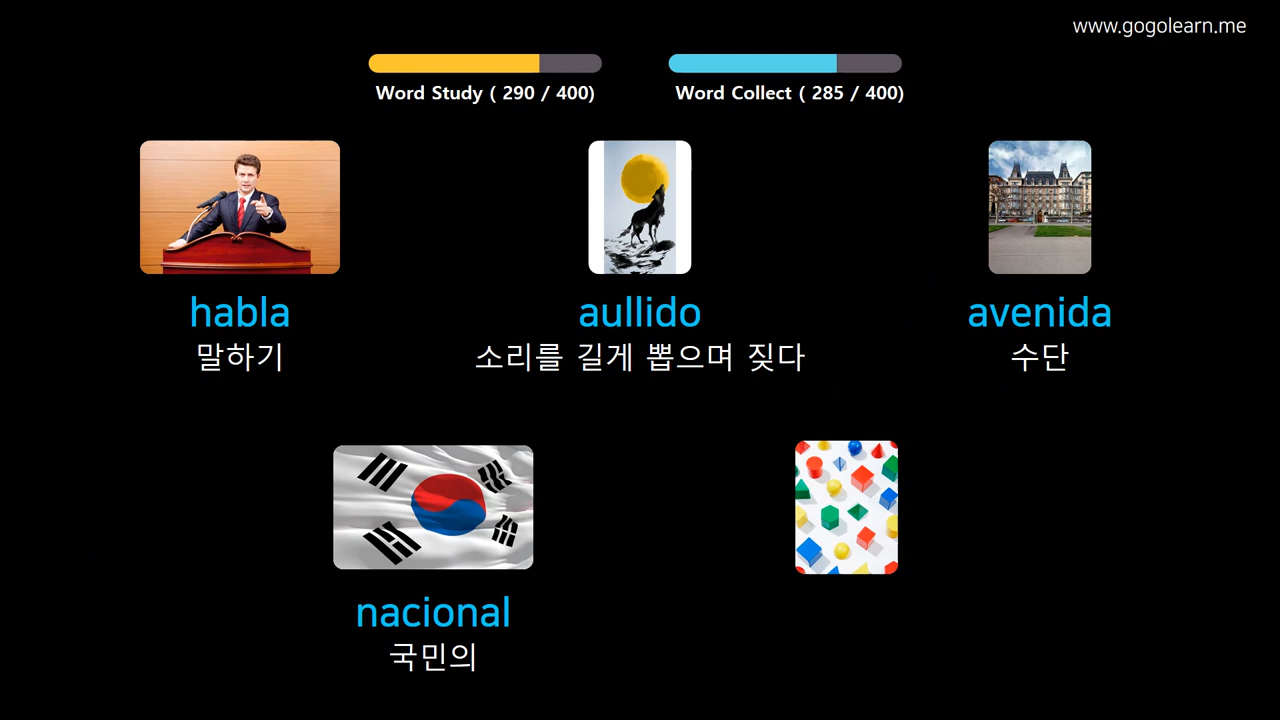 www.gogolearn.me
Word Study ( 290 / 400)
Word Collect ( 285 / 400)
habla
말하기
aullido
소리를 길게 뽑으며 짖다
avenida
수단
nacional
국민의